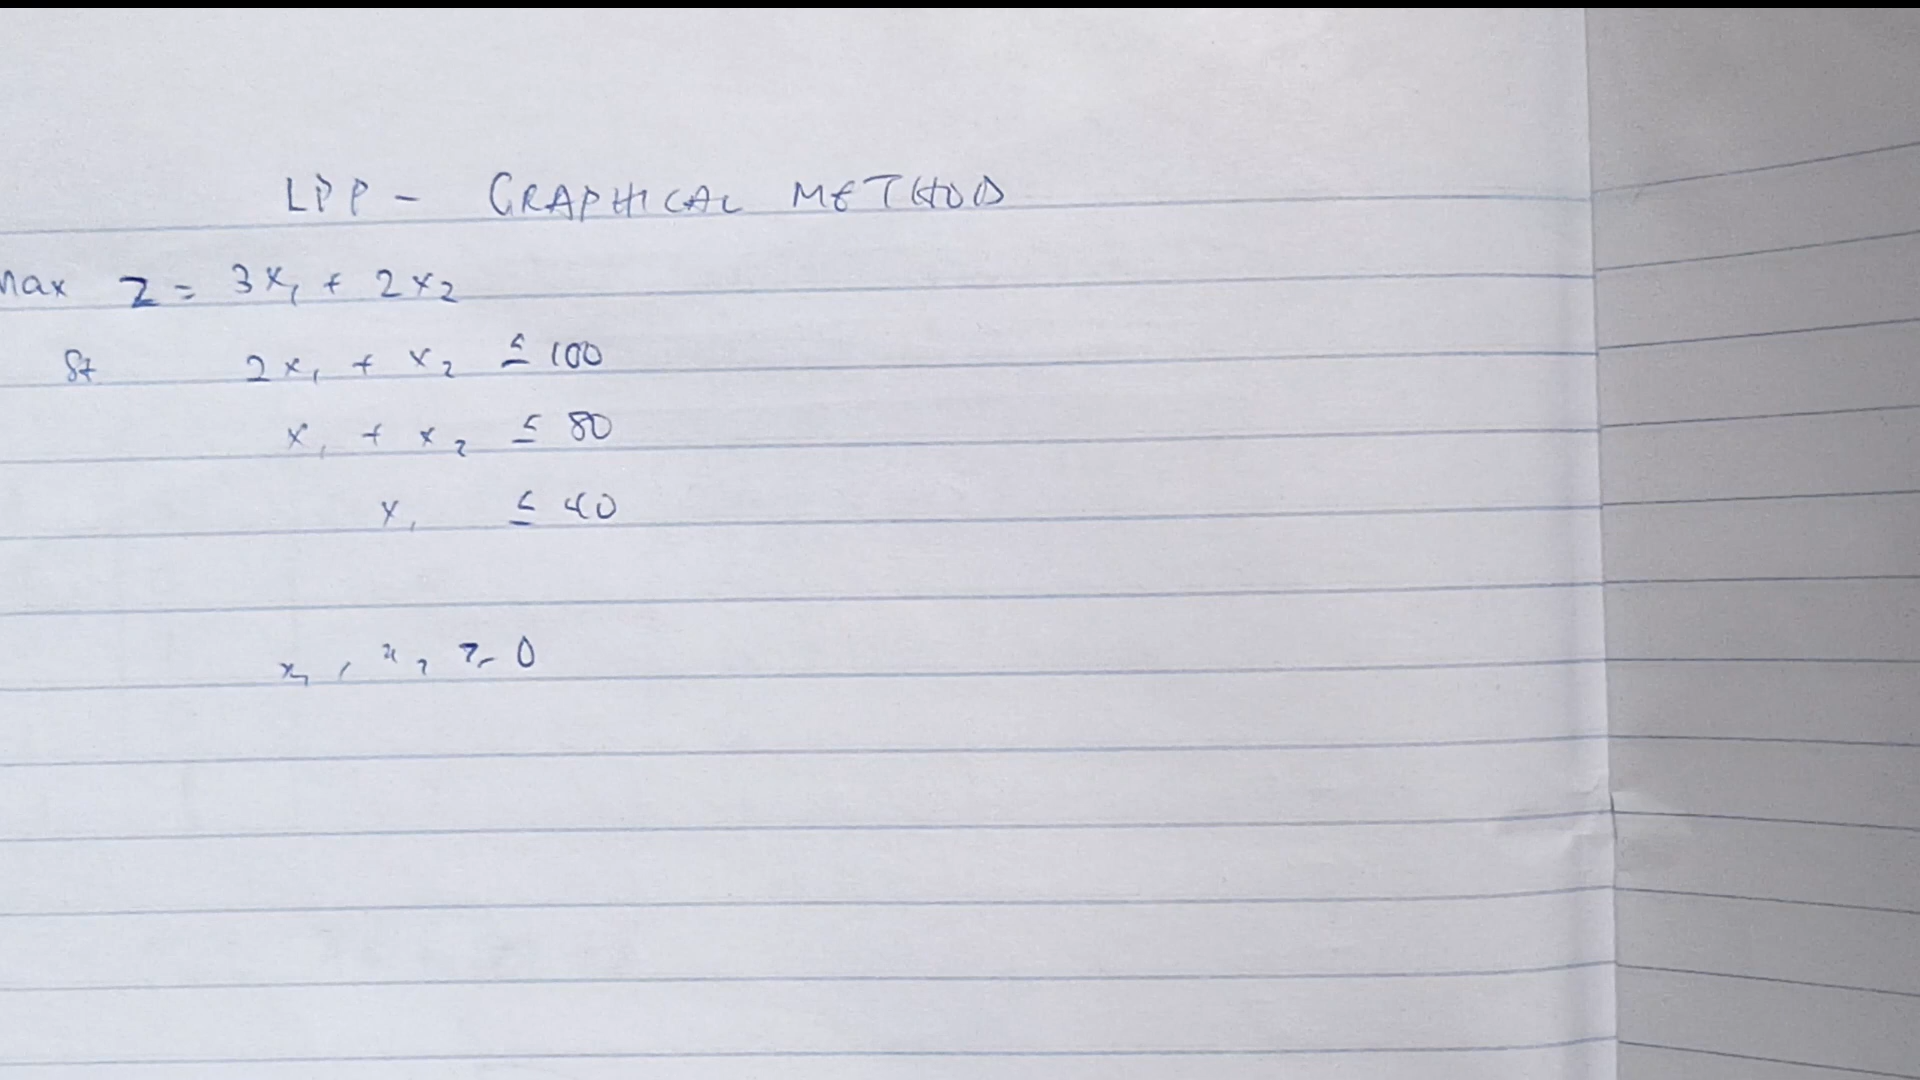 LPP - GRAPHICAL METHOD
Max Z = 3x₁ + 2x₂
St 2x₁ + x₂ ≤ 100
x₁ + x₂ ≤ 80
x₁ ≤ 40
x₁, x₂ ≥ 0